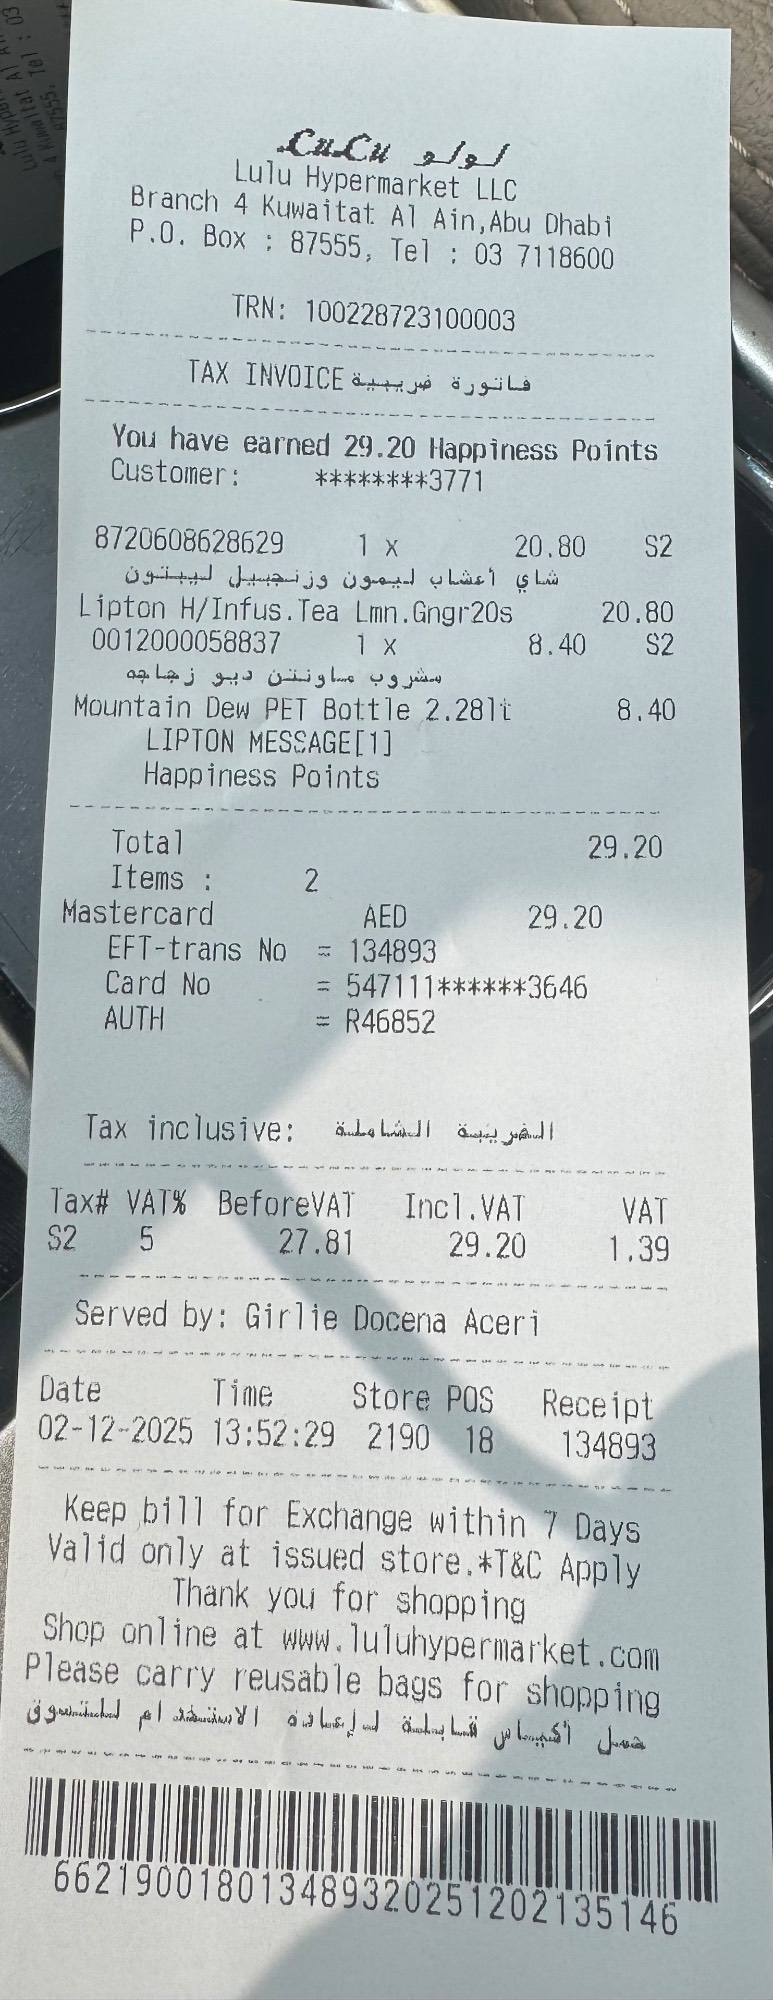 LuLu لولو
Lulu Hypermarket LLC
Branch 4 Kuwaitat Al Ain,Abu Dhabi
P.O. Box : 87555, Tel : 03 7118600
TRN: 100228723100003
TAX INVOICE فاتورة ضريبية
You have earned 29.20 Happiness Points
Customer: ********3771
8720608628629 1 x 20.80 S2
شاي أعشاب ليمون وزنجبيل ليبتون
Lipton H/Infus.Tea Lmn.Gngr20s 20.80
0012000058837 1 x 8.40 S2
مشروب ماونتن ديو زجاجه
Mountain Dew PET Bottle 2.28lt 8.40
LIPTON MESSAGE[1]
Happiness Points
Total 29.20
Items : 2
Mastercard AED 29.20
EFT-trans No = 134893
Card No = 547111******3646
AUTH = R46852
Tax inclusive: الضريبة الشاملة
Tax# VAT% BeforeVAT Incl.VAT VAT
S2 5 27.81 29.20 1.39
Served by: Girlie Docena Aceri
Date Time Store POS Receipt
02-12-2025 13:52:29 2190 18 134893
Keep bill for Exchange within 7 Days
Valid only at issued store.*T&C Apply
Thank you for shopping
Shop online at www.luluhypermarket.com
Please carry reusable bags for shopping
حمل أكياس قابلة لإعادة الاستخدام للتسوق
66219001801348932025120213514​6